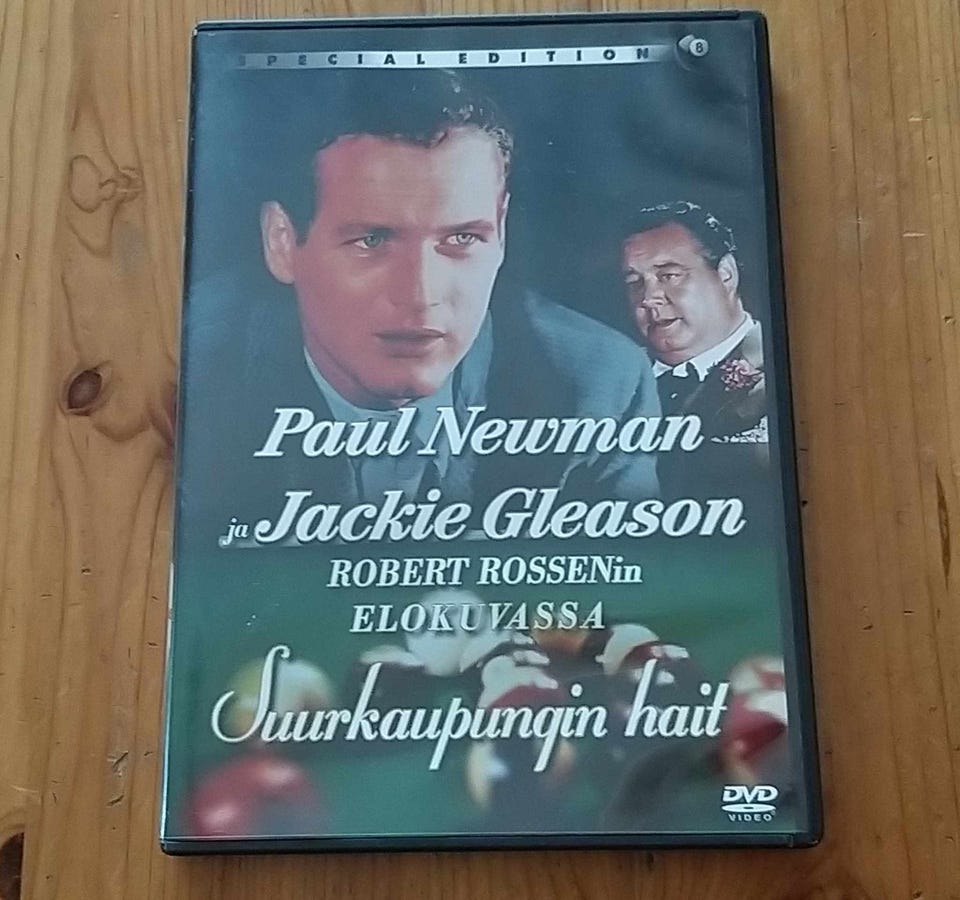 SPECIAL EDITION 8
Paul Newman
ja Jackie Gleason
ROBERT ROSSENin
ELOKUVASSA
Suurkaupungin hait
DVD
VIDEO